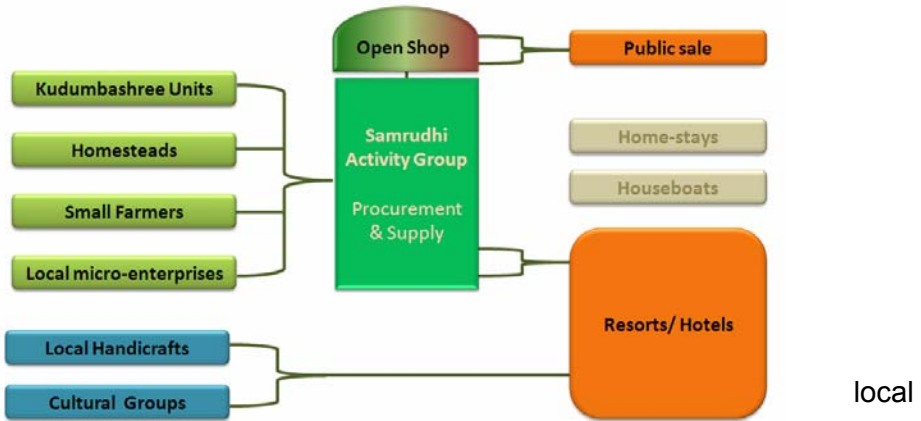 Open Shop
Public sale
Kudumbashree Units
Homesteads
Small Farmers
Local micro-enterprises
Samrudhi
Activity Group
Procurement
& Supply
Home-stays
Houseboats
Resorts/ Hotels
Local Handicrafts
Cultural Groups
local